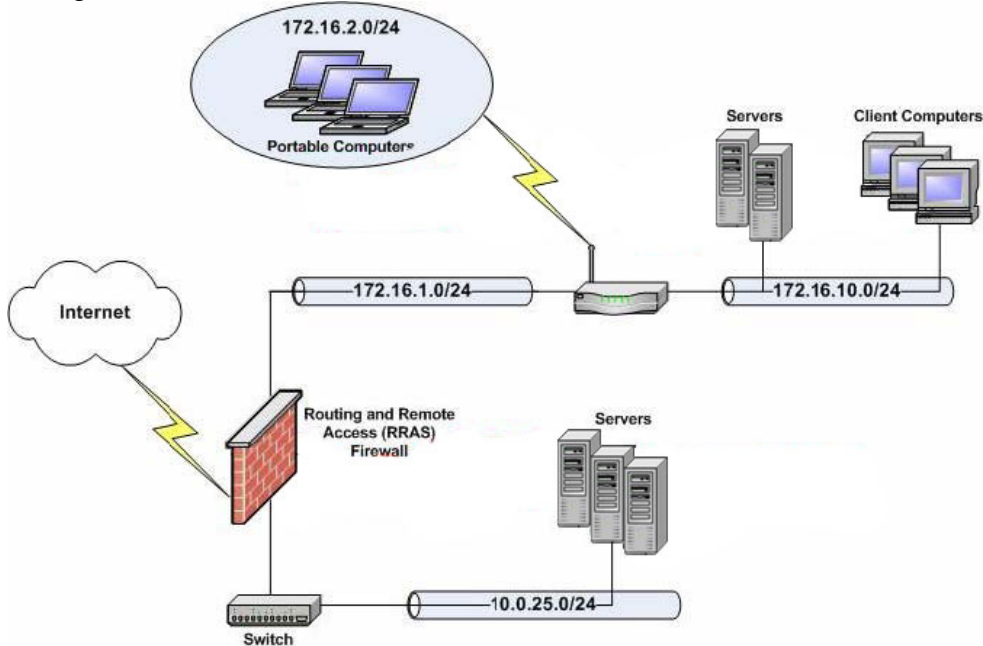 172.16.2.0/24
Portable Computers
Servers
Client Computers
172.16.1.0/24
172.16.10.0/24
Internet
Routing and Remote
Access (RRAS)
Firewall
Servers
10.0.25.0/24
Switch